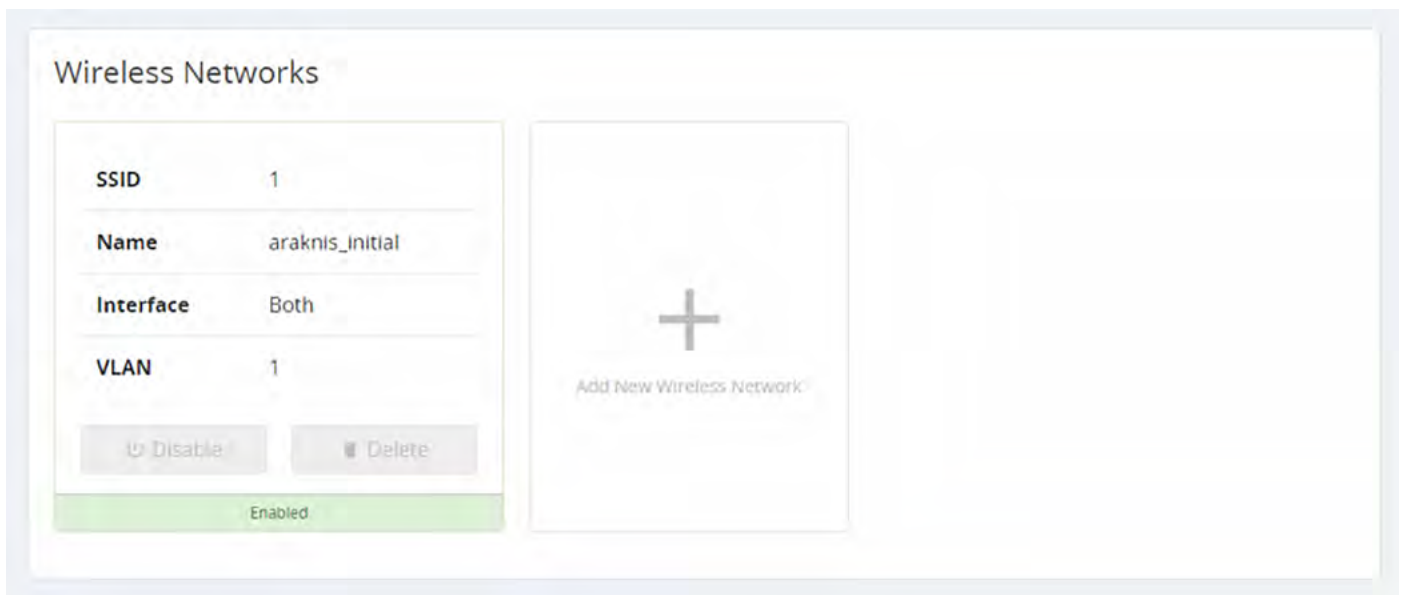 Wireless Networks
SSID 1
Name araknis_initial
Interface Both
VLAN 1
Disable Delete
Enabled
Add New Wireless Network